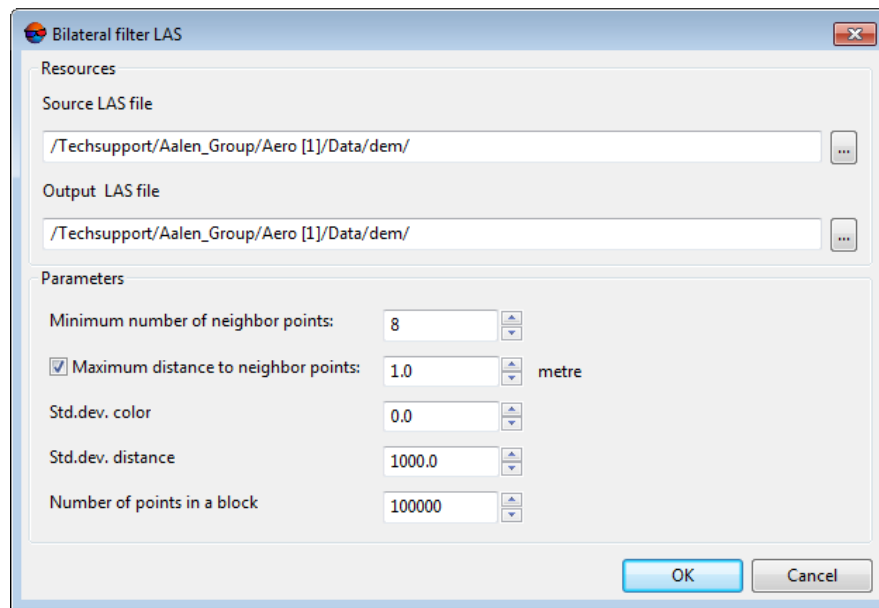 Bilateral filter LAS
Resources
Source LAS file
/Techsupport/Aalen_Group/Aero [1]/Data/dem/
...
Output LAS file
/Techsupport/Aalen_Group/Aero [1]/Data/dem/
...
Parameters
Minimum number of neighbor points: 8
Maximum distance to neighbor points: 1.0 metre
Std.dev. color 0.0
Std.dev. distance 1000.0
Number of points in a block 100000
OK Cancel